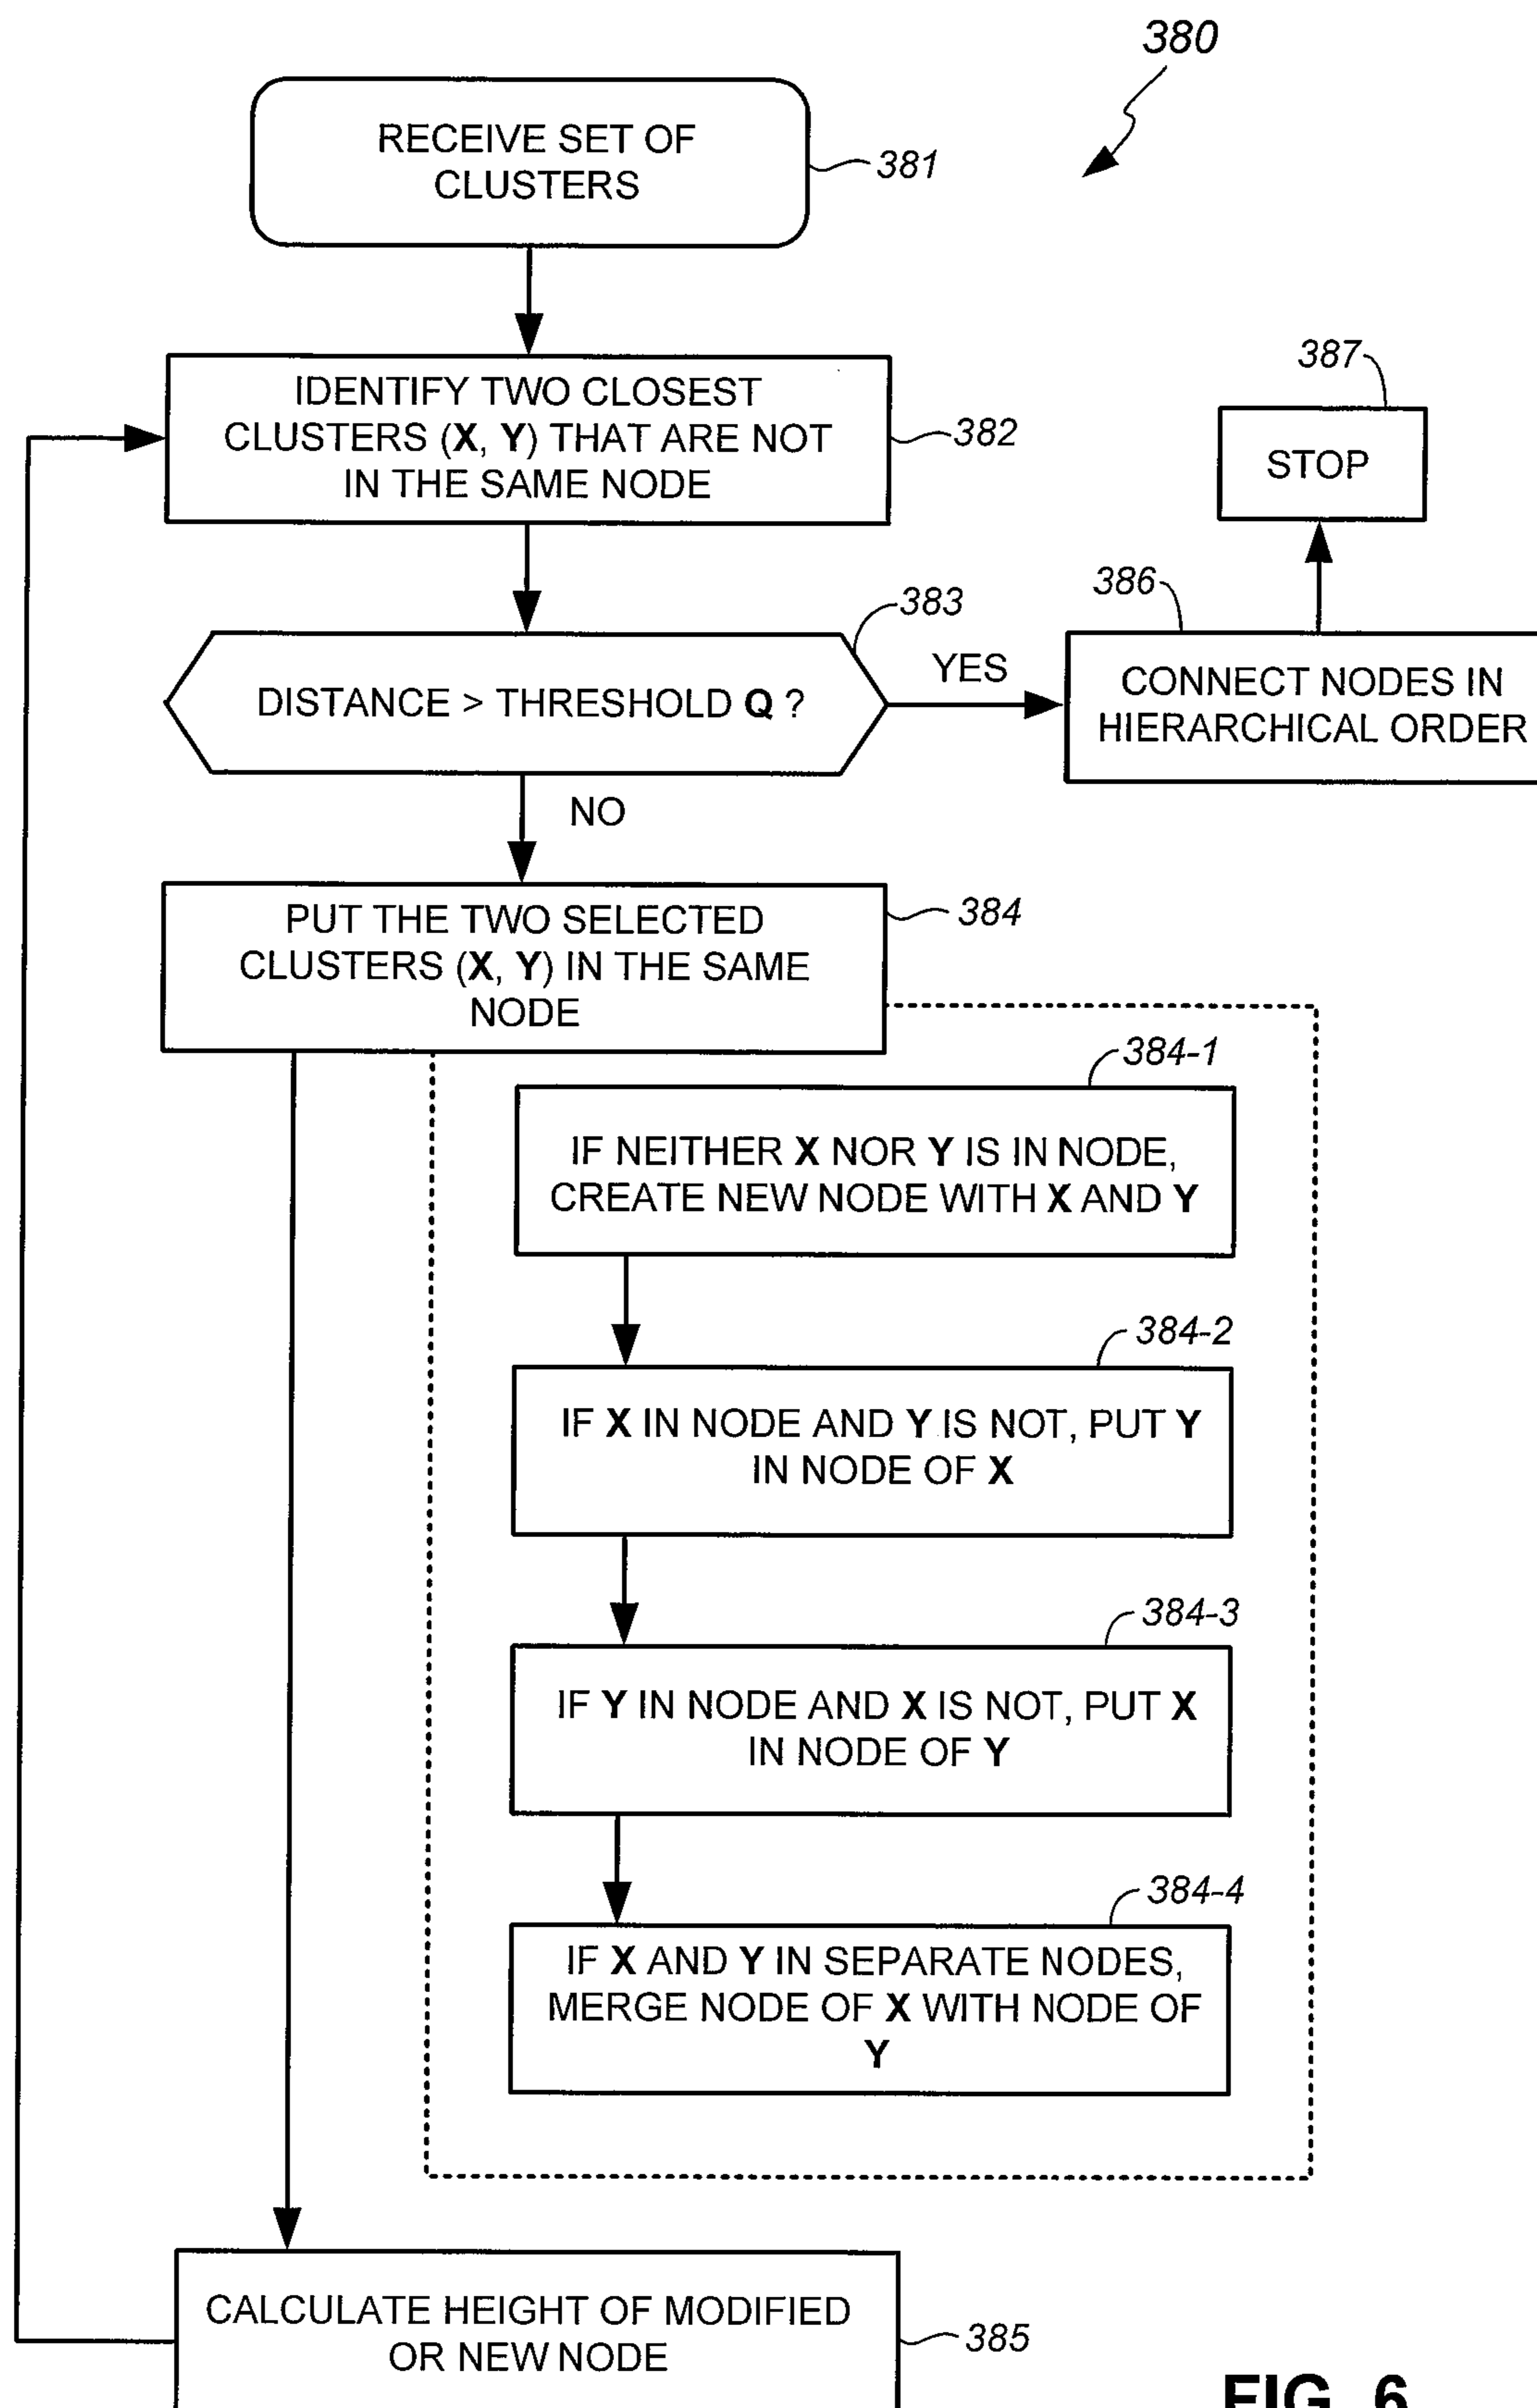 380
RECEIVE SET OF
CLUSTERS
381
IDENTIFY TWO CLOSEST
CLUSTERS (X, Y) THAT ARE NOT
IN THE SAME NODE
382
387
STOP
386
CONNECT NODES IN
HIERARCHICAL ORDER
383
DISTANCE > THRESHOLD Q ?
YES
NO
PUT THE TWO SELECTED
CLUSTERS (X, Y) IN THE SAME
NODE
384
384-1
IF NEITHER X NOR Y IS IN NODE,
CREATE NEW NODE WITH X AND Y
384-2
IF X IN NODE AND Y IS NOT, PUT Y
IN NODE OF X
384-3
IF Y IN NODE AND X IS NOT, PUT X
IN NODE OF Y
384-4
IF X AND Y IN SEPARATE NODES,
MERGE NODE OF X WITH NODE OF
Y
CALCULATE HEIGHT OF MODIFIED
OR NEW NODE
385
FIG. 6